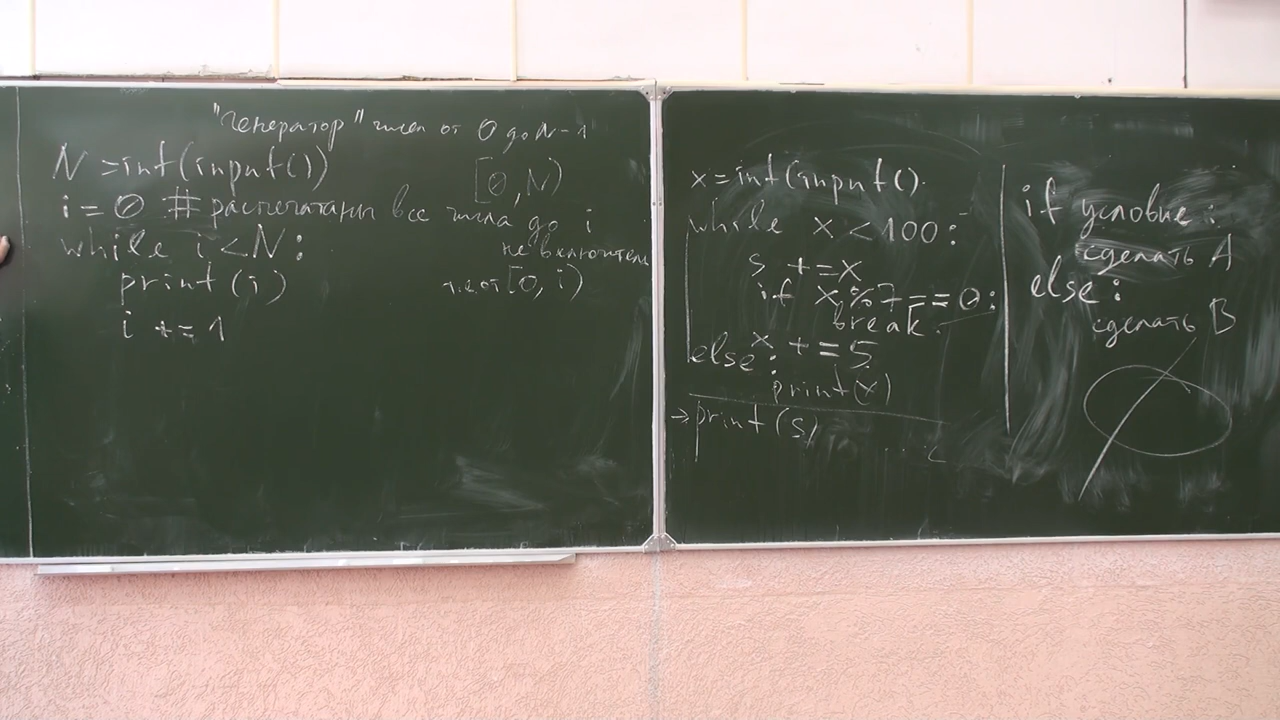 "Генератор" чисел от 0 до N-1
N = int(input())
[0, N)
i = 0 # распечатаны все числа до i
не включительно
while i < N:
т.е. от [0, i)
print(i)
i += 1
x = int(input().
while x < 100:
s += x
if x % 7 == 0:
break
x += 5
else:
print(x)
→ print(s)
if условие:
сделать A
else:
сделать B